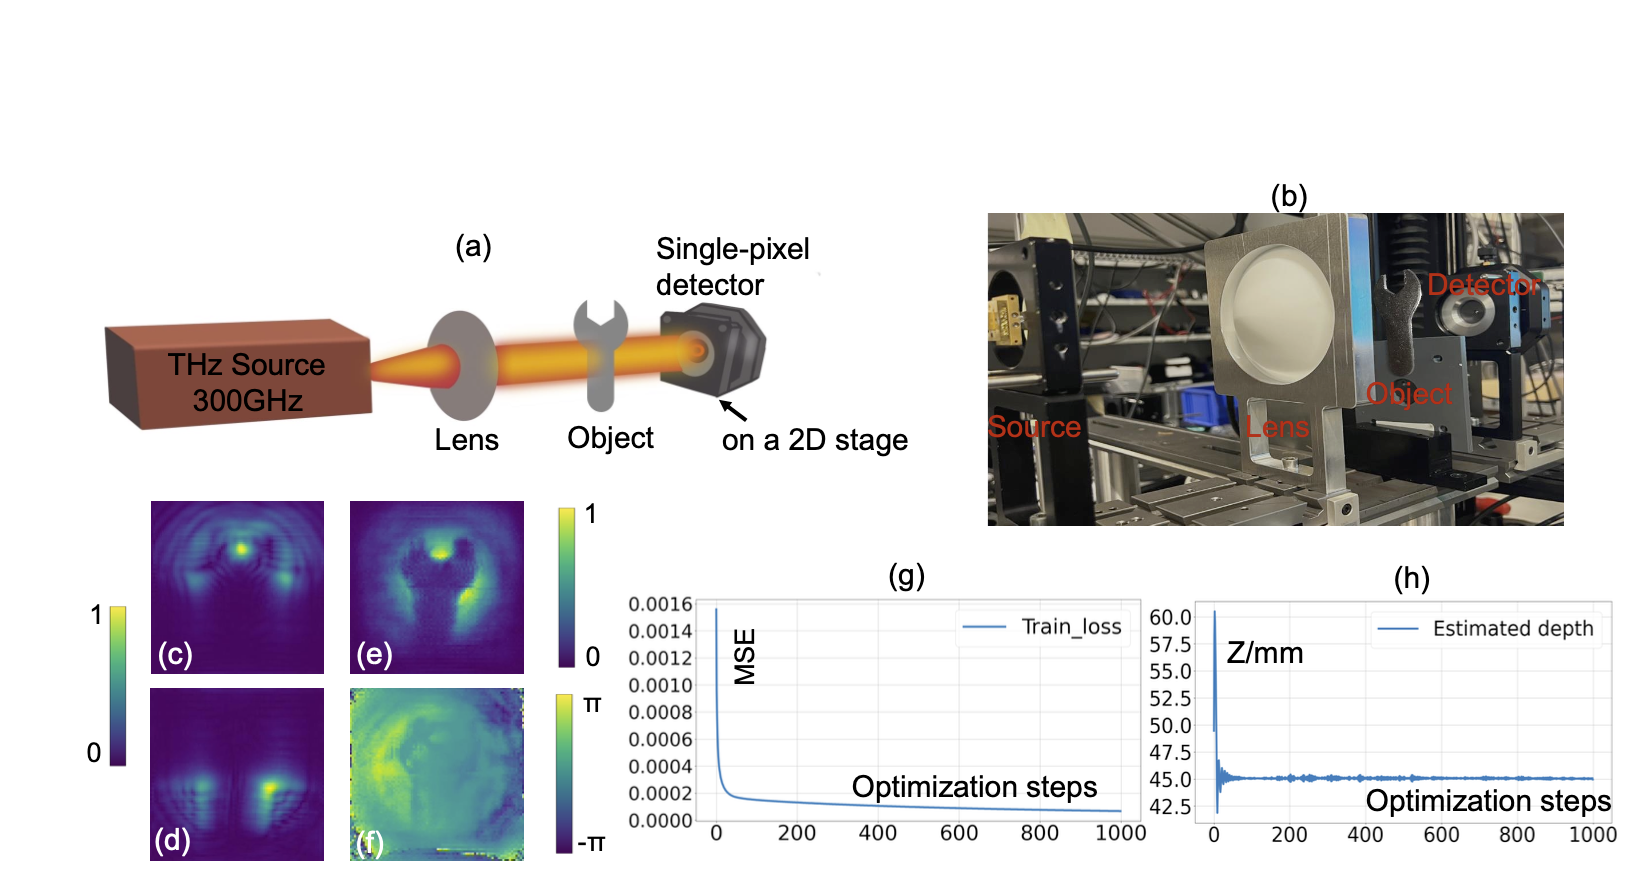 (a)
THz Source
300GHz
Lens
Object
Single-pixel
detector
on a 2D stage
(b)
Source
Lens
Object
Detector
1
0
(c)
(d)
(e)
(f)
1
0
π
-π
(g)
0.0016
0.0014
0.0012
0.0010
0.0008
0.0006
0.0004
0.0002
0.0000
MSE
Train_loss
Optimization steps
0 200 400 600 800 1000
(h)
60.0
57.5
55.0
52.5
50.0
47.5
45.0
42.5
Z/mm
Estimated depth
Optimization steps
0 200 400 600 800 1000